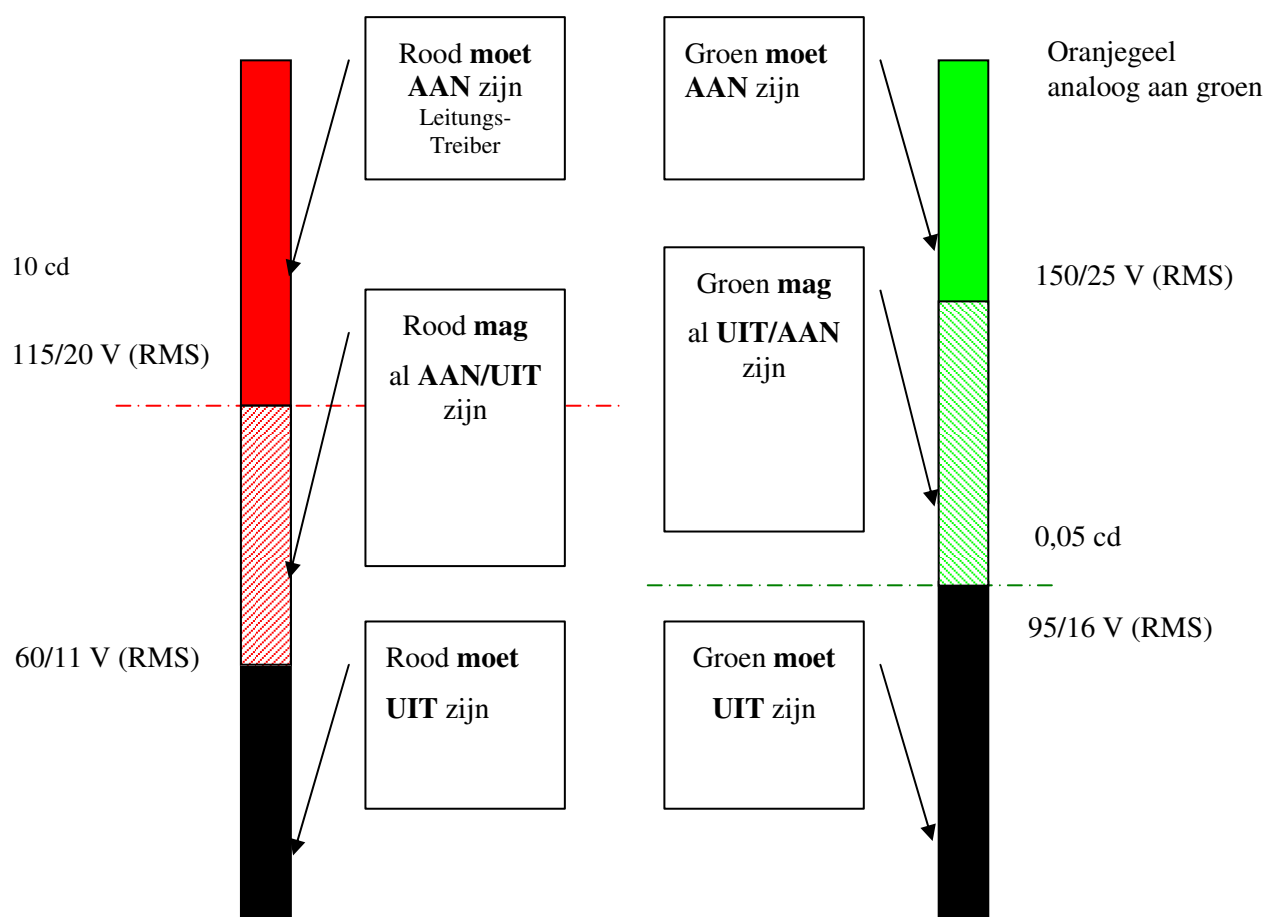 Rood moet
AAN zijn
Leitungs-
Treiber
Groen moet
AAN zijn
Oranjegeel
analoog aan groen
10 cd
115/20 V (RMS)
Rood mag
al AAN/UIT
zijn
Groen mag
al UIT/AAN
zijn
150/25 V (RMS)
0,05 cd
95/16 V (RMS)
60/11 V (RMS)
Rood moet
UIT zijn
Groen moet
UIT zijn